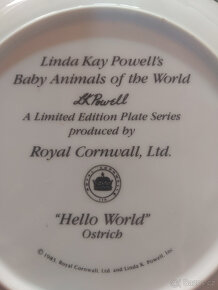 Linda Kay Powell's
Baby Animals of the World
LK Powell
A Limited Edition Plate Series
produced by
Royal Cornwall, Ltd.
"Hello World"
Ostrich
© 1983, Royal Cornwall, Ltd. and Linda K. Powell, Inc.